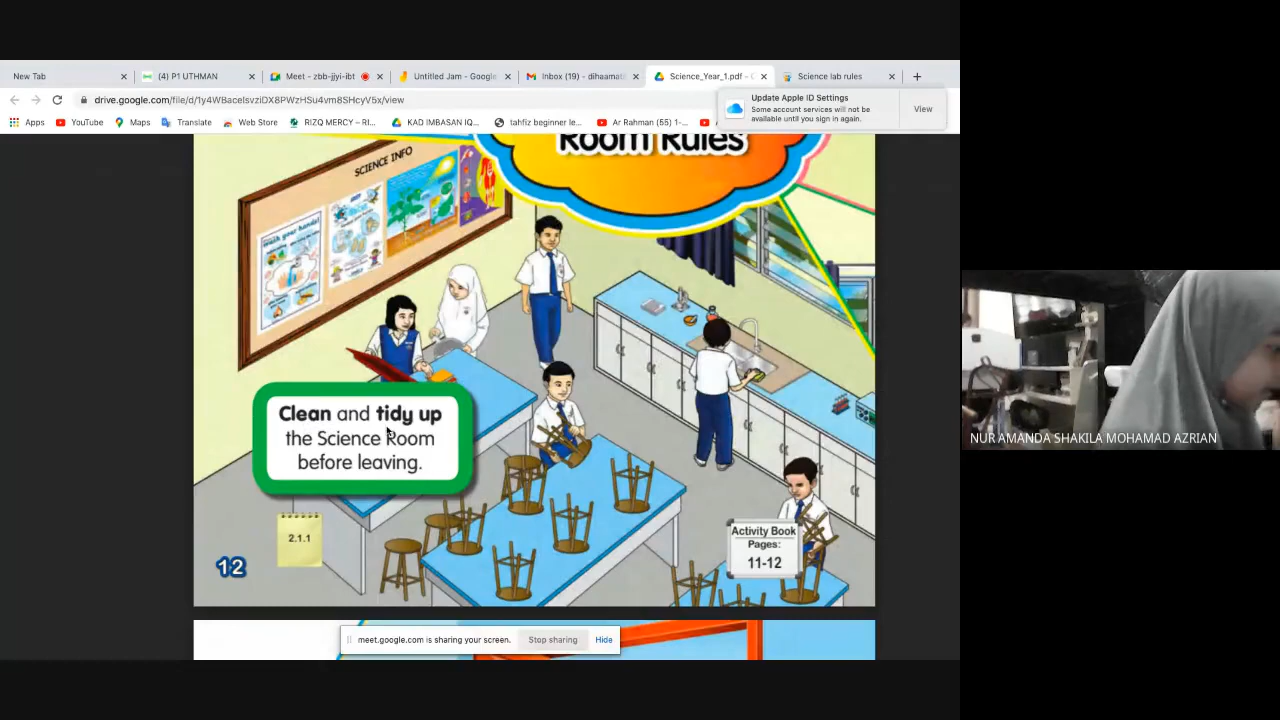 New Tab
(4) P1 UTHMAN
Meet - zbb-jjyi-ibt
Untitled Jam - Google
Inbox (19) - dihaamat
Science_Year_1.pdf - G
Science lab rules
drive.google.com/file/d/1y4WBaceIsvziDX8PWzHSu4vm8SHcyV5x/view
Update Apple ID Settings
Some account services will not be
available until you sign in again.
View
Apps
YouTube
Maps
Translate
Web Store
RIZQ MERCY – RI...
KAD IMBASAN IQ...
tahfiz beginner le...
Ar Rahman (55) 1-...
Room Rules
SCIENCE INFO
Wash your hands!
Clean and tidy up
the Science Room
before leaving.
2.1.1
12
Activity Book
Pages:
11-12
meet.google.com is sharing your screen.
Stop sharing
Hide
NUR AMANDA SHAKILA MOHAMAD AZRIAN